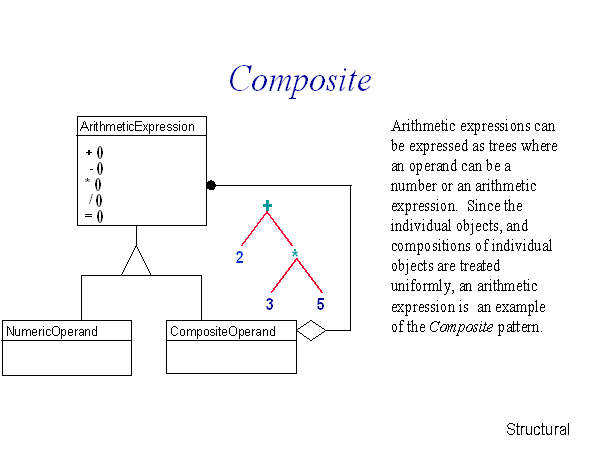 Composite
ArithmeticExpression
+ ()
- ()
* ()
/ ()
= ()
+
2
*
3 5
NumericOperand
CompositeOperand
Arithmetic expressions can
be expressed as trees where
an operand can be a
number or an arithmetic
expression. Since the
individual objects, and
compositions of individual
objects are treated
uniformly, an arithmetic
expression is an example
of the Composite pattern.
Structural